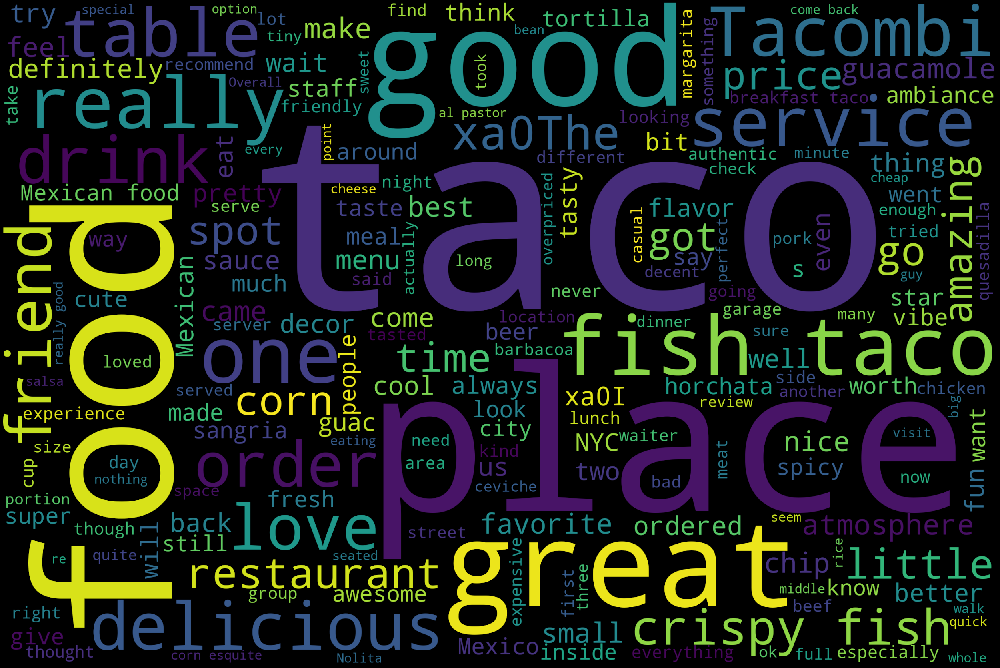 try
special
option
lot
find
think
tortilla
margarita
something
Tacombi
come back
table
tiny
make
good
bean
feel
definitely
recommend
wait
sweet
took
price
guacamole
take
really
Overall
staff
friendly
al pastor
looking
breakfast taco
ambiance
service
drink
eat
every
point
around
xa0The
different
bit
authentic
check
minute
thing
cheap
amazing
Mexican food
pretty
serve
taco
cheese
night
taste
best
overpriced
tasty
casual
flavor
went
enough
quesadilla
friend
food
way
spot
sauce
much
meal
menu
said
actually
long
got
say
decent
perfect
pork
s
even
go
tried
guy
cute
really good
Mexican
came
server
decor
come
tasted
never
location
beer
barbacoa
dinner
going
garage
many
star
vibe
sure
fish taco
loved
one
people
time
well
salsa
served
corn
cool
always
xa0I
horchata
side
another
worth
chicken
experience
made
sangria
guac
look
city
lunch
review
big
size
cup
day
nothing
order
eating
need
area
kind
us
NYC
waiter
two
meat
nice
spicy
visit
now
fun
want
place
ceviche
bad
portion
super
space
fresh
though
will
back
love
still
street
favorite
ordered
seem
atmosphere
re
quite
seated
restaurant
great
expensive
first
three
chip
rice
little
group
awesome
middle
know
better
right
delicious
beef
walk
give
thought
corn esquite
Nolita
Mexico
small
inside
crispy fish
quick
everything
ok
full
especially
whole